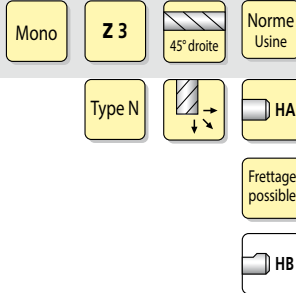 Mono
Z 3
45° droite
Norme
Usine
Type N
HA
Frettage
possible
HB